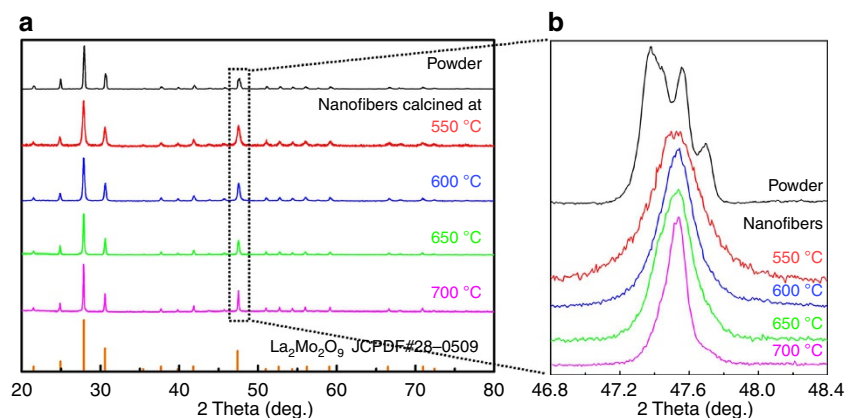 a
Powder
Nanofibers calcined at
550 °C
600 °C
650 °C
700 °C
La₂Mo₂O₉ JCPDF#28–0509
20 30 40 50 60 70 80
2 Theta (deg.)
b
Powder
Nanofibers
550 °C
600 °C
650 °C
700 °C
46.8 47.2 47.6 48.0 48.4
2 Theta (deg.)